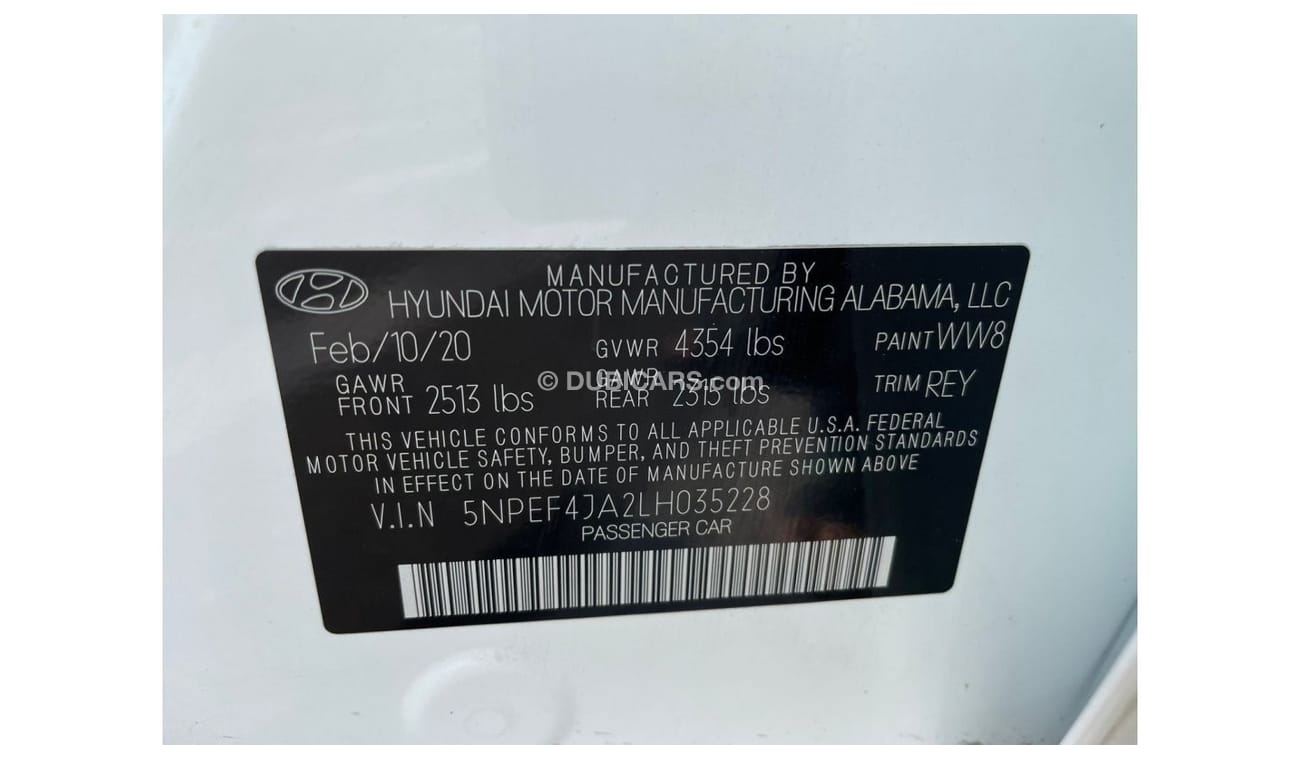 MANUFACTURED BY
HYUNDAI MOTOR MANUFACTURING ALABAMA, LLC
Feb/10/20 GVWR 4354 lbs PAINT WW8
GAWR FRONT 2513 lbs GAWR REAR 2315 lbs TRIM REY
© DUBICARS.com
THIS VEHICLE CONFORMS TO ALL APPLICABLE U.S.A. FEDERAL
MOTOR VEHICLE SAFETY, BUMPER, AND THEFT PREVENTION STANDARDS
IN EFFECT ON THE DATE OF MANUFACTURE SHOWN ABOVE
V.I.N 5NPEF4JA2LH035228
PASSENGER CAR